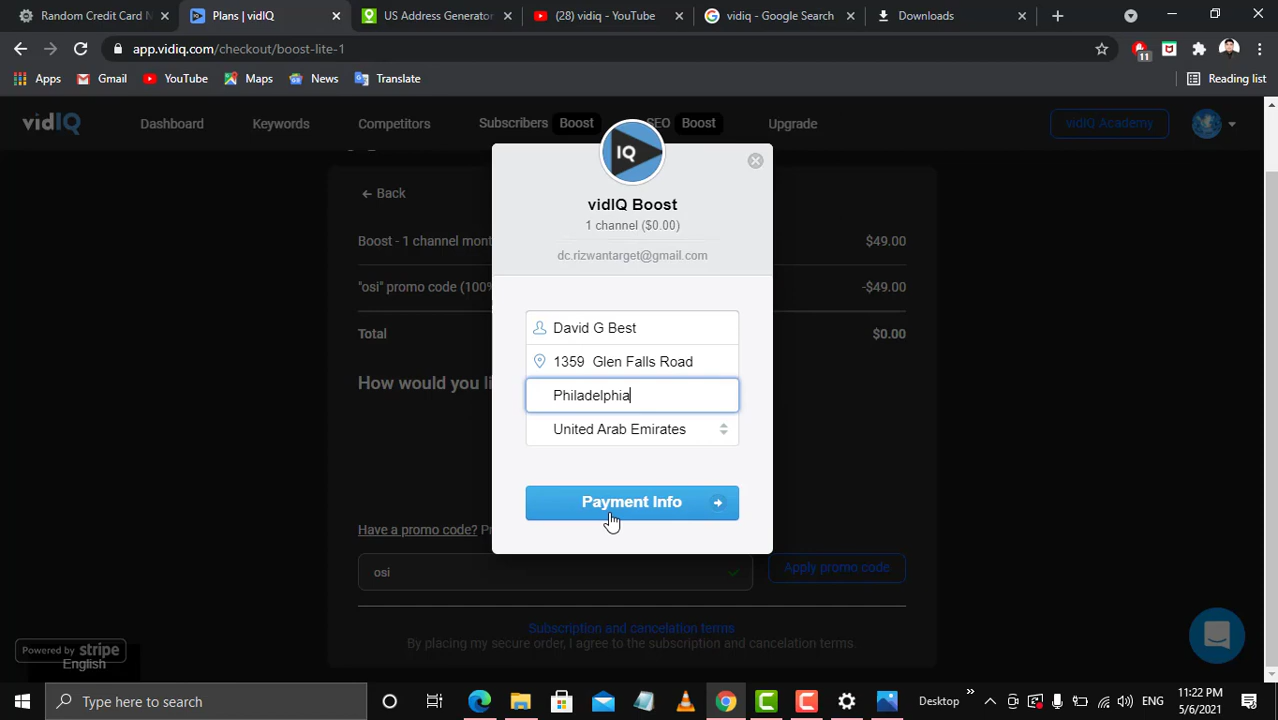 Random Credit Card N
Plans | vidIQ
US Address Generator
(28) vidiq - YouTube
vidiq - Google Search
Downloads
app.vidiq.com/checkout/boost-lite-1
11
Apps
Gmail
YouTube
Maps
News
Translate
Reading list
vidIQ
Dashboard
Keywords
Competitors
Subscribers Boost
SEO Boost
Upgrade
vidIQ Academy
IQ
← Back
vidIQ Boost
1 channel ($0.00)
dc.rizwantarget@gmail.com
Boost - 1 channel mont
$49.00
"osi" promo code (100%
-$49.00
Total
$0.00
How would you li
David G Best
1359 Glen Falls Road
Philadelphia
United Arab Emirates
Payment Info
Have a promo code? P
osi
Apply promo code
Subscription and cancelation terms
By placing my secure order, I agree to the subscription and cancelation terms.
Powered by stripe
English
Type here to search
Desktop
ENG
11:22 PM
5/6/2021